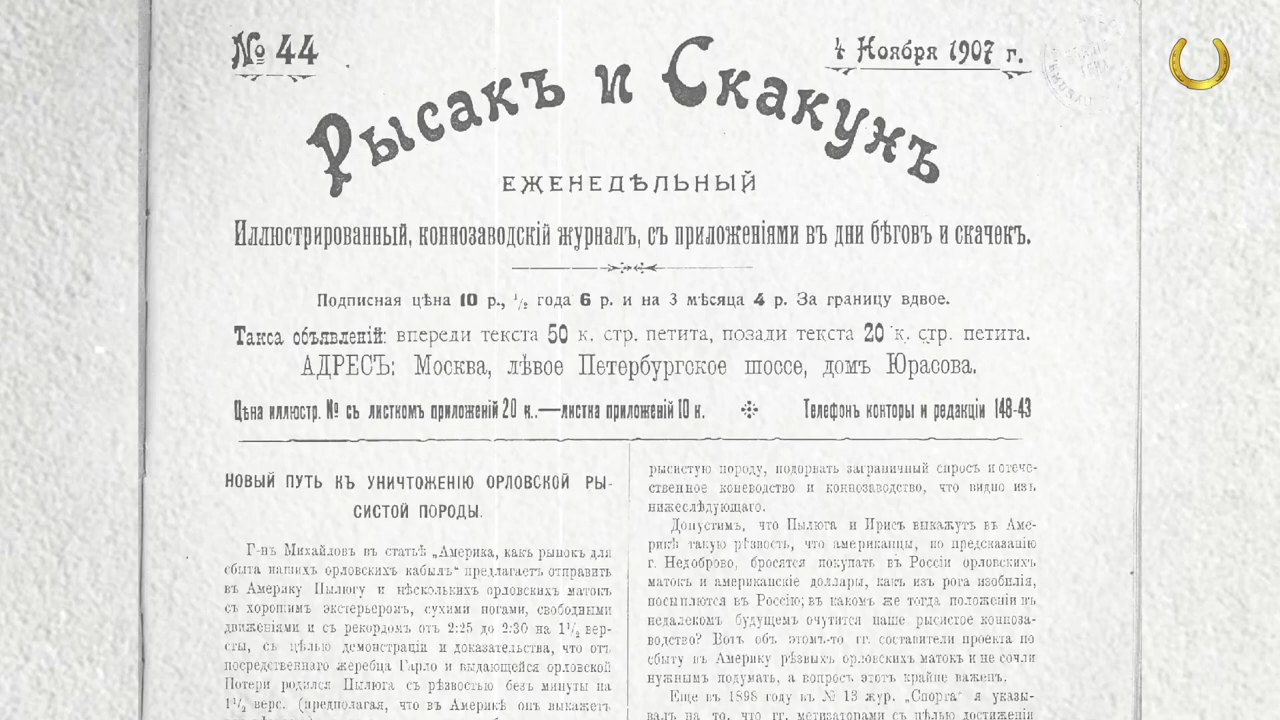 № 44
4 Ноября 1907 г.
Рысакъ и Скакунъ
ЕЖЕНЕДѢЛЬНЫЙ
Иллюстрированный, коннозаводскій журналъ, съ приложеніями въ дни бѣговъ и скачекъ.
Подписная цѣна 10 р., ½ года 6 р. и на 3 мѣсяца 4 р. За границу вдвое.
Такса объявленій: впереди текста 50 к. стр. петита, позади текста 20 к. стр. петита.
АДРЕСЪ: Москва, лѣвое Петербургское шоссе, домъ Юрасова.
Цѣна иллюстр. № съ листкомъ приложеній 20 к.,—листка приложеній 10 к.
Телефонъ конторы и редакціи 148-43
НОВЫЙ ПУТЬ КЪ УНИЧТОЖЕНІЮ ОРЛОВСКОЙ РЫ-
СИСТОЙ ПОРОДЫ.
Г-нъ Михайловъ въ статьѣ „Америка, какъ рынокъ для
сбыта нашихъ орловскихъ кабылъ“ предлагаетъ отправить
въ Америку Пылюгу и нѣсколькихъ орловскихъ матокъ
съ хорошимъ экстерьеромъ, сухими ногами, свободными
движеніями и съ рекордомъ отъ 2:25 до 2:30 на 1½ вер-
сты, съ цѣлью демонстраціи и доказательства, что отъ
посредственнаго жеребца Гарло и выдающейся орловской
Потери родился Пылюга съ рѣзвостью безъ минуты на
1½ верс. (предполагая, что въ Америкѣ онъ выкажетъ
рысистую породу, подорвать заграничный спросъ и отече-
ственное коневодство и коннозаводство, что видно изъ
нижеслѣдующаго.
Допустимъ, что Пылюга и Ирисъ выкажутъ въ Аме-
рикѣ такую рѣзвость, что американцы, по предсказанію
г. Недоброво, бросятся покупать въ Россіи орловскихъ
матокъ и американскіе доллары, какъ изъ рога изобилія,
посыплются въ Россію; въ какомъ же тогда положеніи въ
недалекомъ будущемъ очутится наше рысистое конноза-
водство? Вотъ объ этомъ-то гг. составители проекта по
сбыту въ Америку рѣзвыхъ орловскихъ матокъ и не сочли
нужнымъ подумать, а вопросъ этотъ крайне важенъ.
Еще въ 1898 году въ № 13 жур. „Спорта“ я указы-
валъ на то, что гг. метизаторами съ цѣлью достиженія